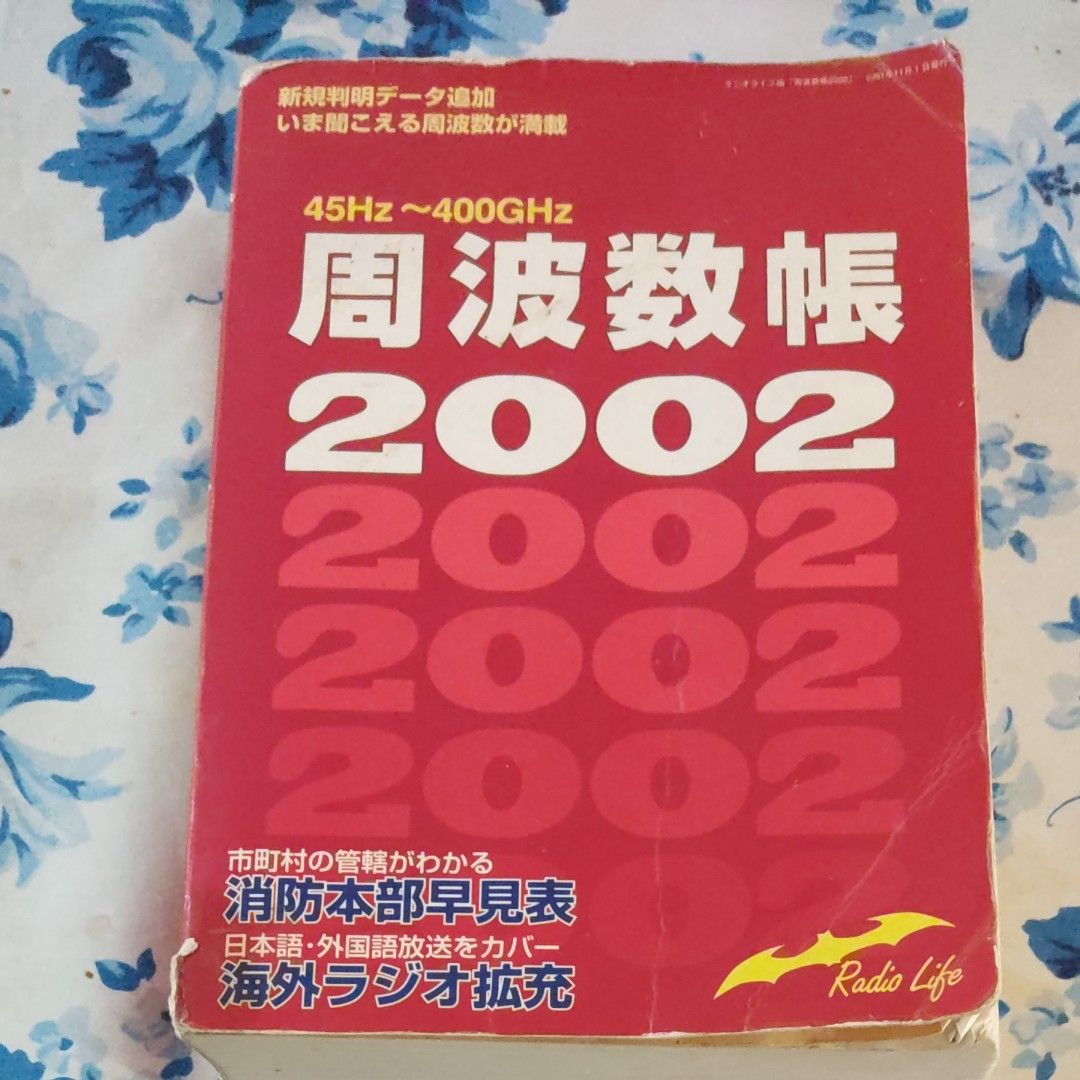 新規判明データ追加
いま聞こえる周波数が満載
45Hz～400GHz
周波数帳
2002
2002
2002
2002
市町村の管轄がわかる
消防本部早見表
日本語・外国語放送をカバー
海外ラジオ拡充
Radio Life